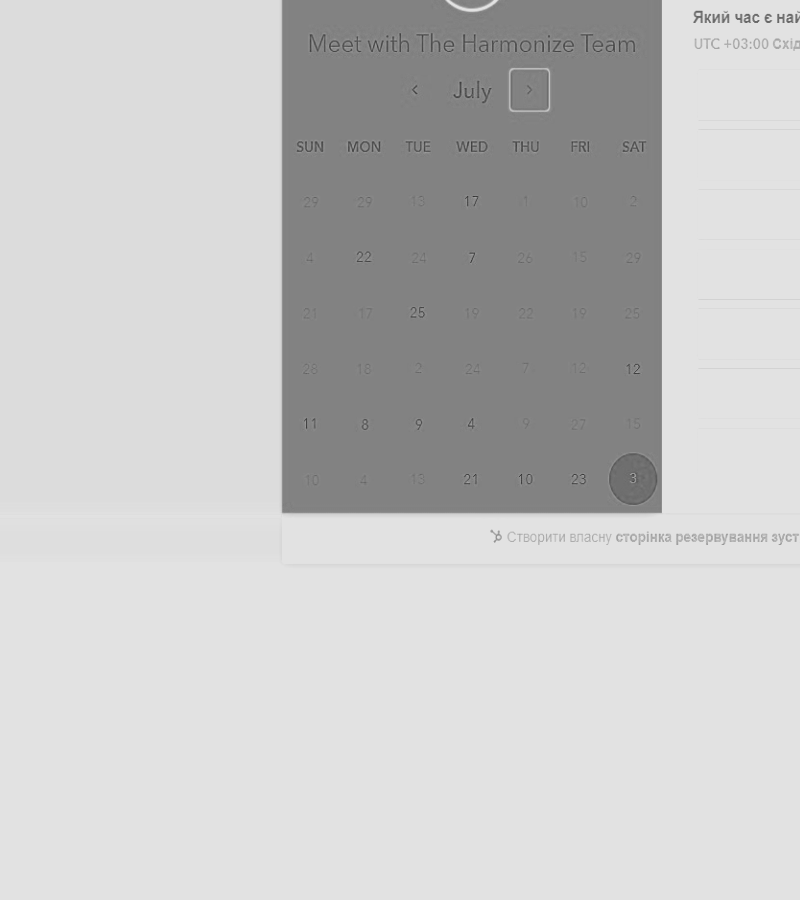 Який час є най
UTC +03:00 Схід
Meet with The Harmonize Team
July
SUN MON TUE WED THU FRI SAT
29 29 13 17 1 10 2
4 22 24 7 26 15 29
21 17 25 19 22 19 25
28 18 2 24 7 12 12
11 8 9 4 9 27 15
10 4 13 21 10 23 3
Створити власну сторінка резервування зуст